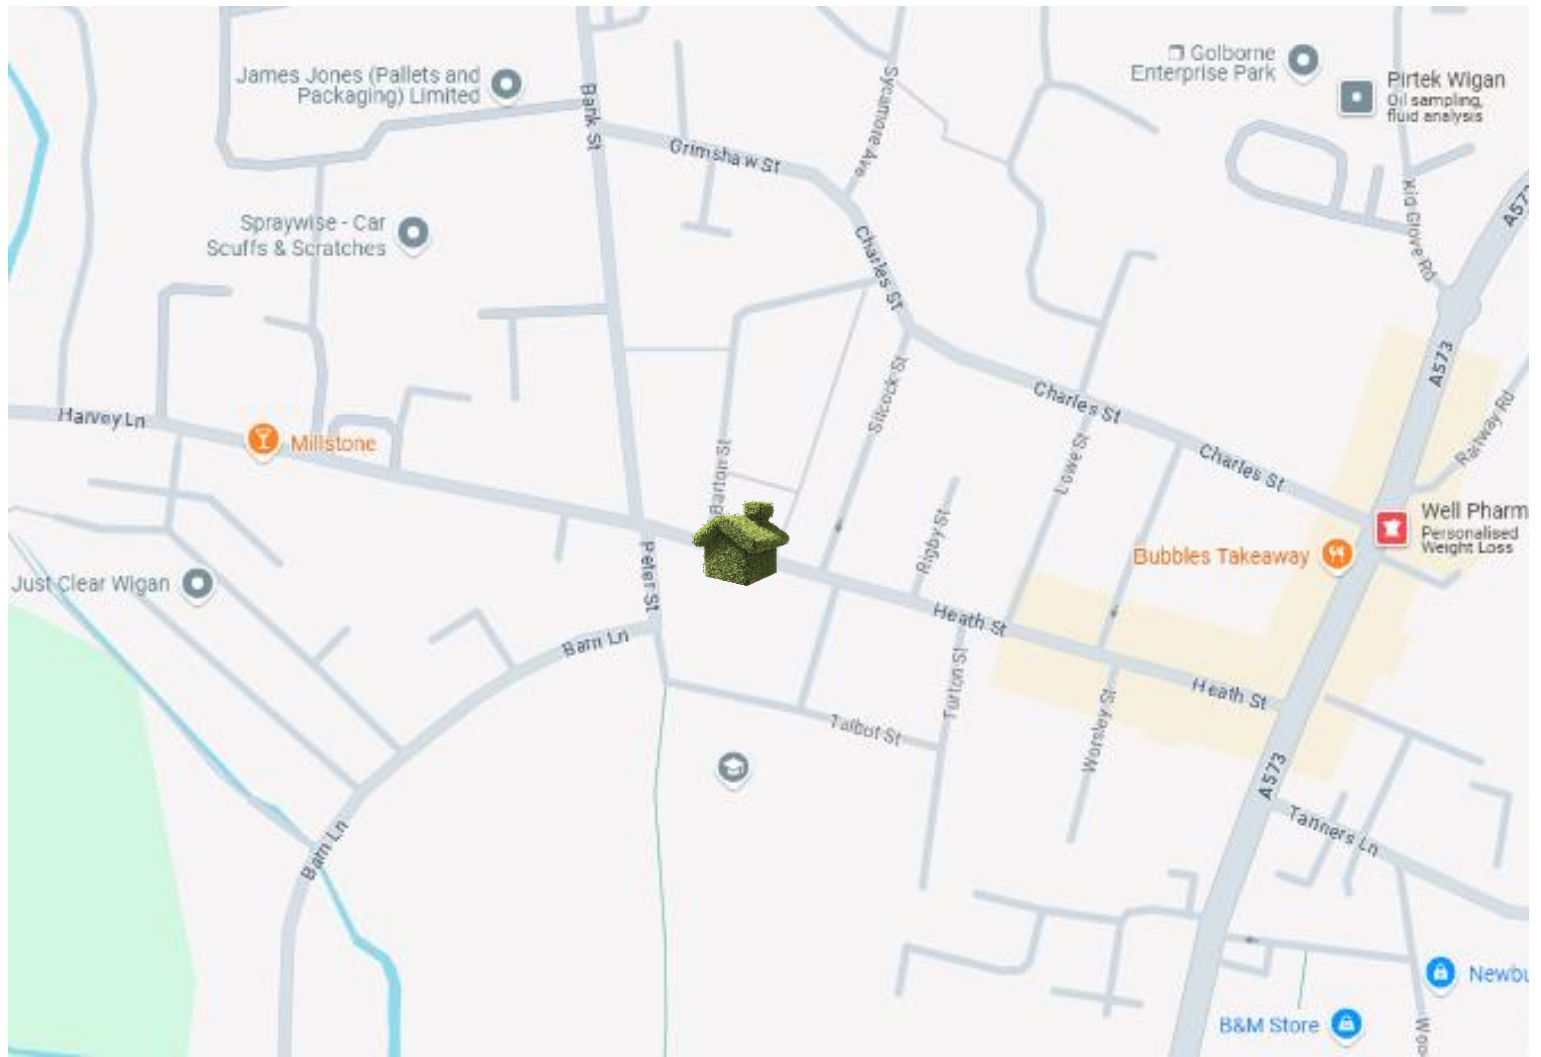 James Jones (Pallets and
Packaging) Limited
Bank St
Grimshaw St
Sycamore Ave
Golborne
Enterprise Park
Pirtek Wigan
Oil sampling,
fluid analysis
Kid Glove Rd
A573
Spraywise - Car
Scuffs & Scratches
Charles St
A573
Railway Rd
Harvey Ln
Millstone
Silcock St
Charles St
Charles St
Lowe St
Barton St
Well Pharm
Personalised
Weight Loss
Bubbles Takeaway
Rigby St
Peter St
Just Clear Wigan
Barn Ln
Heath St
Turton St
Heath St
Worsley St
Talbot St
A573
Tanners Ln
Barn Ln
Newbu
B&M Store
Woo